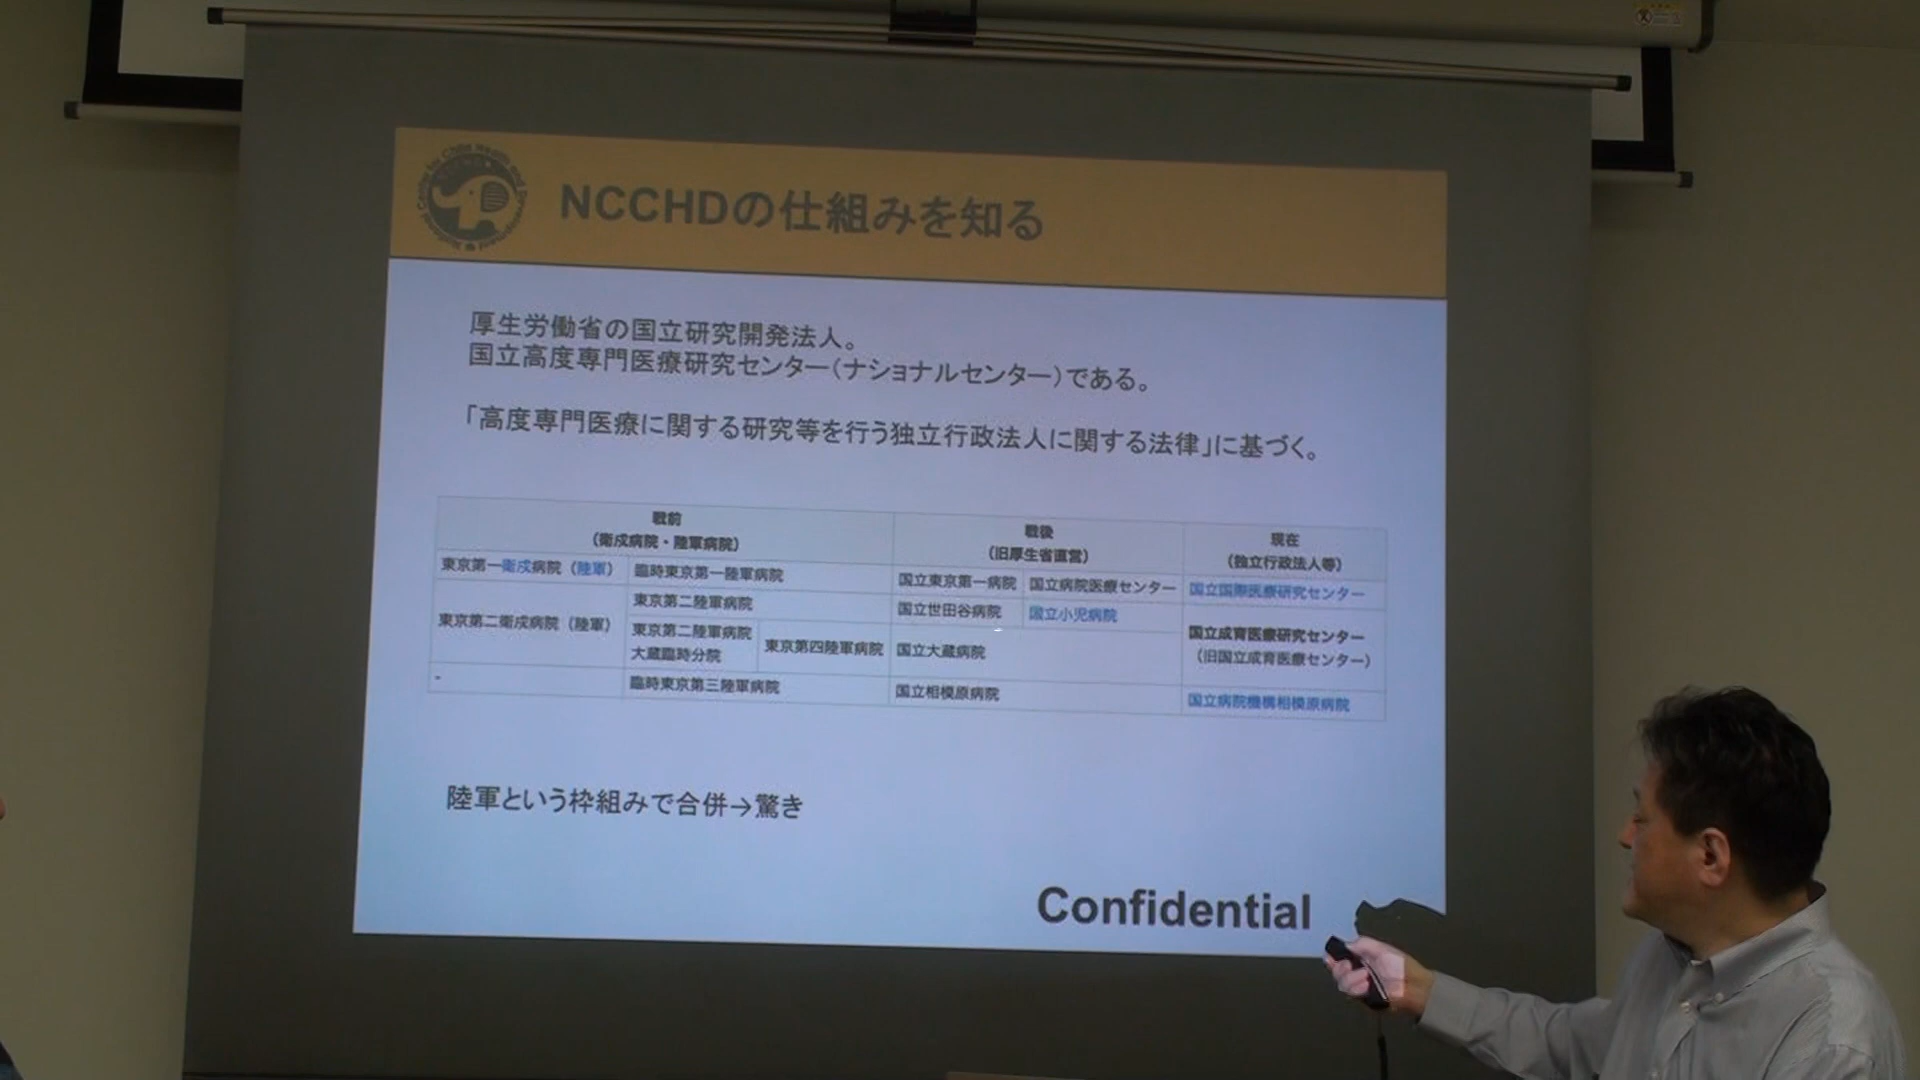 NCCHDの仕組みを知る
厚生労働省の国立研究開発法人。
国立高度専門医療研究センター(ナショナルセンター)である。
「高度専門医療に関する研究等を行う独立行政法人に関する法律」に基づく。
戦前
(衛戍病院・陸軍病院)
戦後
(旧厚生省直営)
現在
(独立行政法人等)
東京第一衛戍病院(陸軍)
臨時東京第一陸軍病院
国立東京第一病院
国立病院医療センター
国立国際医療研究センター
東京第二衛戍病院(陸軍)
東京第二陸軍病院
国立世田谷病院
国立小児病院
国立成育医療研究センター
(旧国立成育医療センター)
東京第二陸軍病院
大蔵臨時分院
東京第四陸軍病院
国立大蔵病院
-
臨時東京第三陸軍病院
国立相模原病院
国立病院機構相模原病院
陸軍という枠組みで合併→驚き
Confidential